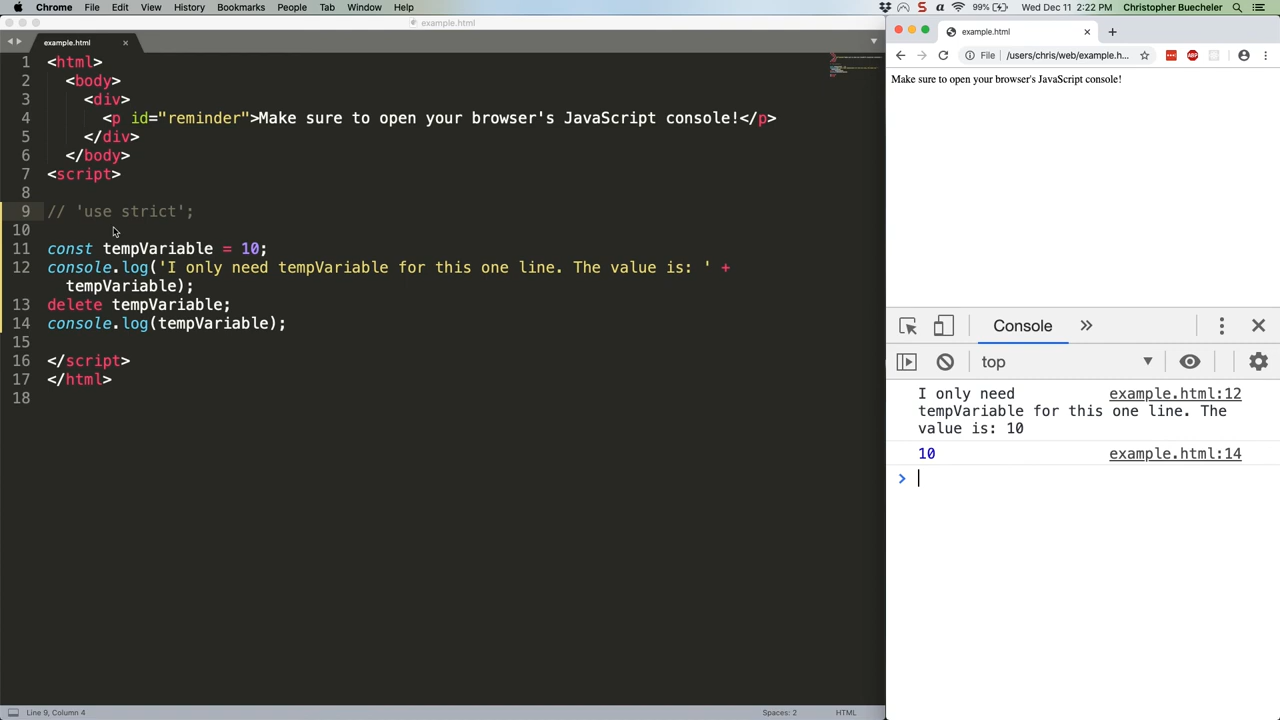 Chrome File Edit View History Bookmarks People Tab Window Help 99% Wed Dec 11 2:22 PM Christopher Buecheler
example.html
example.html ×
1 <html>
2 <body>
3 <div>
4 <p id="reminder">Make sure to open your browser's JavaScript console!</p>
5 </div>
6 </body>
7 <script>
8
9 // 'use strict';
10
11 const tempVariable = 10;
12 console.log('I only need tempVariable for this one line. The value is: ' +
tempVariable);
13 delete tempVariable;
14 console.log(tempVariable);
15
16 </script>
17 </html>
18
Line 9, Column 4 Spaces: 2 HTML
example.html × +
File /users/chris/web/example.h... ABP
Make sure to open your browser's JavaScript console!
Console »
top
I only need example.html:12
tempVariable for this one line. The
value is: 10
10 example.html:14
>